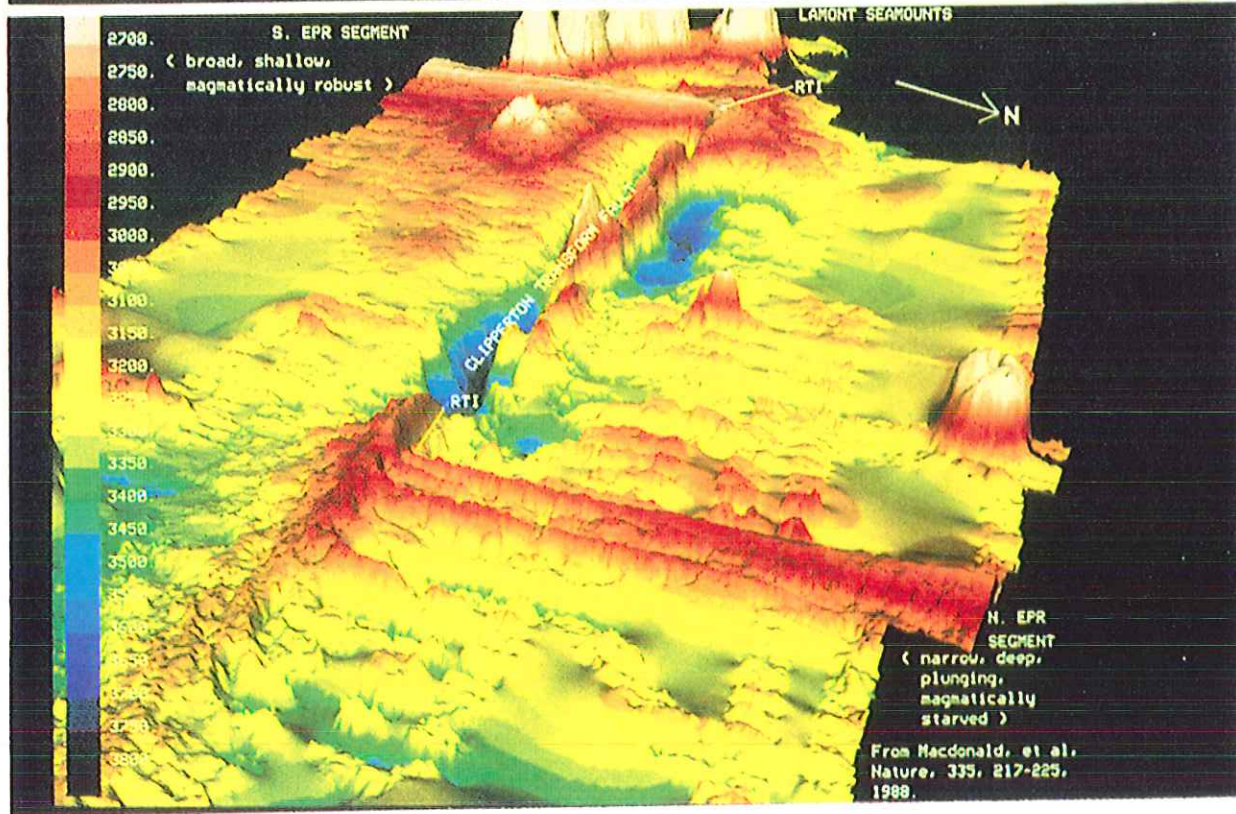 LAMONT SEAMOUNTS
S. EPR SEGMENT
( broad, shallow,
magmatically robust )
RTI
N
2700.
2750.
2800.
2850.
2900.
2950.
3000.
3100.
3150.
3200.
3350.
3400.
3450.
3500.
CLIPPERTON TRANSFORM FAULT
RTI
N. EPR
SEGMENT
( narrow, deep,
plunging,
magmatically
starved )
From Macdonald, et al,
Nature, 335, 217-225,
1988.